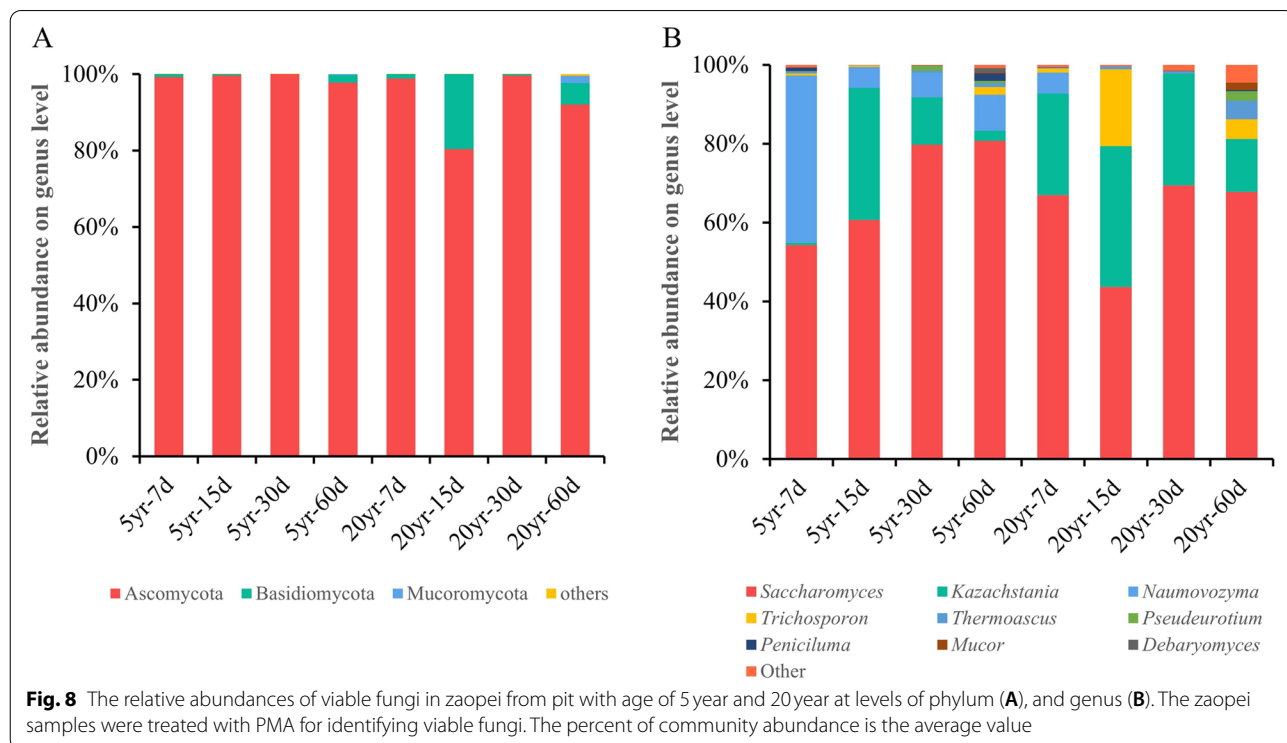 A
Relative abundance on genus level
100%
80%
60%
40%
20%
0%
5yr-7d
5yr-15d
5yr-30d
5yr-60d
20yr-7d
20yr-15d
20yr-30d
20yr-60d
Ascomycota Basidiomycota Mucoromycota others
B
Relative abundance on genus level
100%
80%
60%
40%
20%
0%
5yr-7d
5yr-15d
5yr-30d
5yr-60d
20yr-7d
20yr-15d
20yr-30d
20yr-60d
Saccharomyces Kazachstania Naumovozyma
Trichosporon Thermoascus Pseudeurotium
Peniciluma Mucor Debaryomyces
Other
Fig. 8 The relative abundances of viable fungi in zaopei from pit with age of 5 year and 20 year at levels of phylum (A), and genus (B). The zaopei
samples were treated with PMA for identifying viable fungi. The percent of community abundance is the average value